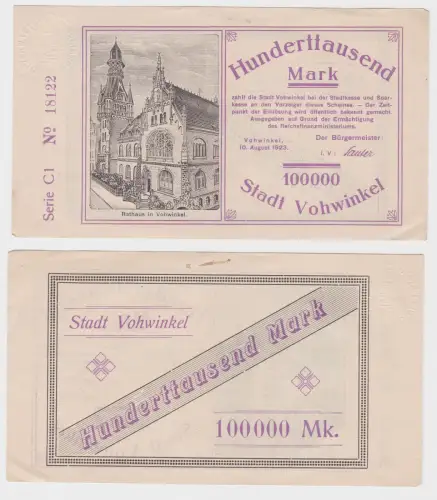 Serie C1 No 18122
Rathaus in Vohwinkel.
Hunderttausend
Mark
zahlt die Stadt Vohwinkel bei der Stadtkasse und Spar-
kasse an den Vorzeiger dieses Scheines. – Der Zeit-
punkt der Einlösung wird öffentlich bekannt gemacht.
Ausgegeben auf Grund der Ermächtigung
des Reichsfinanzministeriums.
Vohwinkel,
10. August 1923.
Der Bürgermeister:
i. V.
100000
Stadt Vohwinkel
Stadt Vohwinkel
Hunderttausend Mark
100000 Mk.